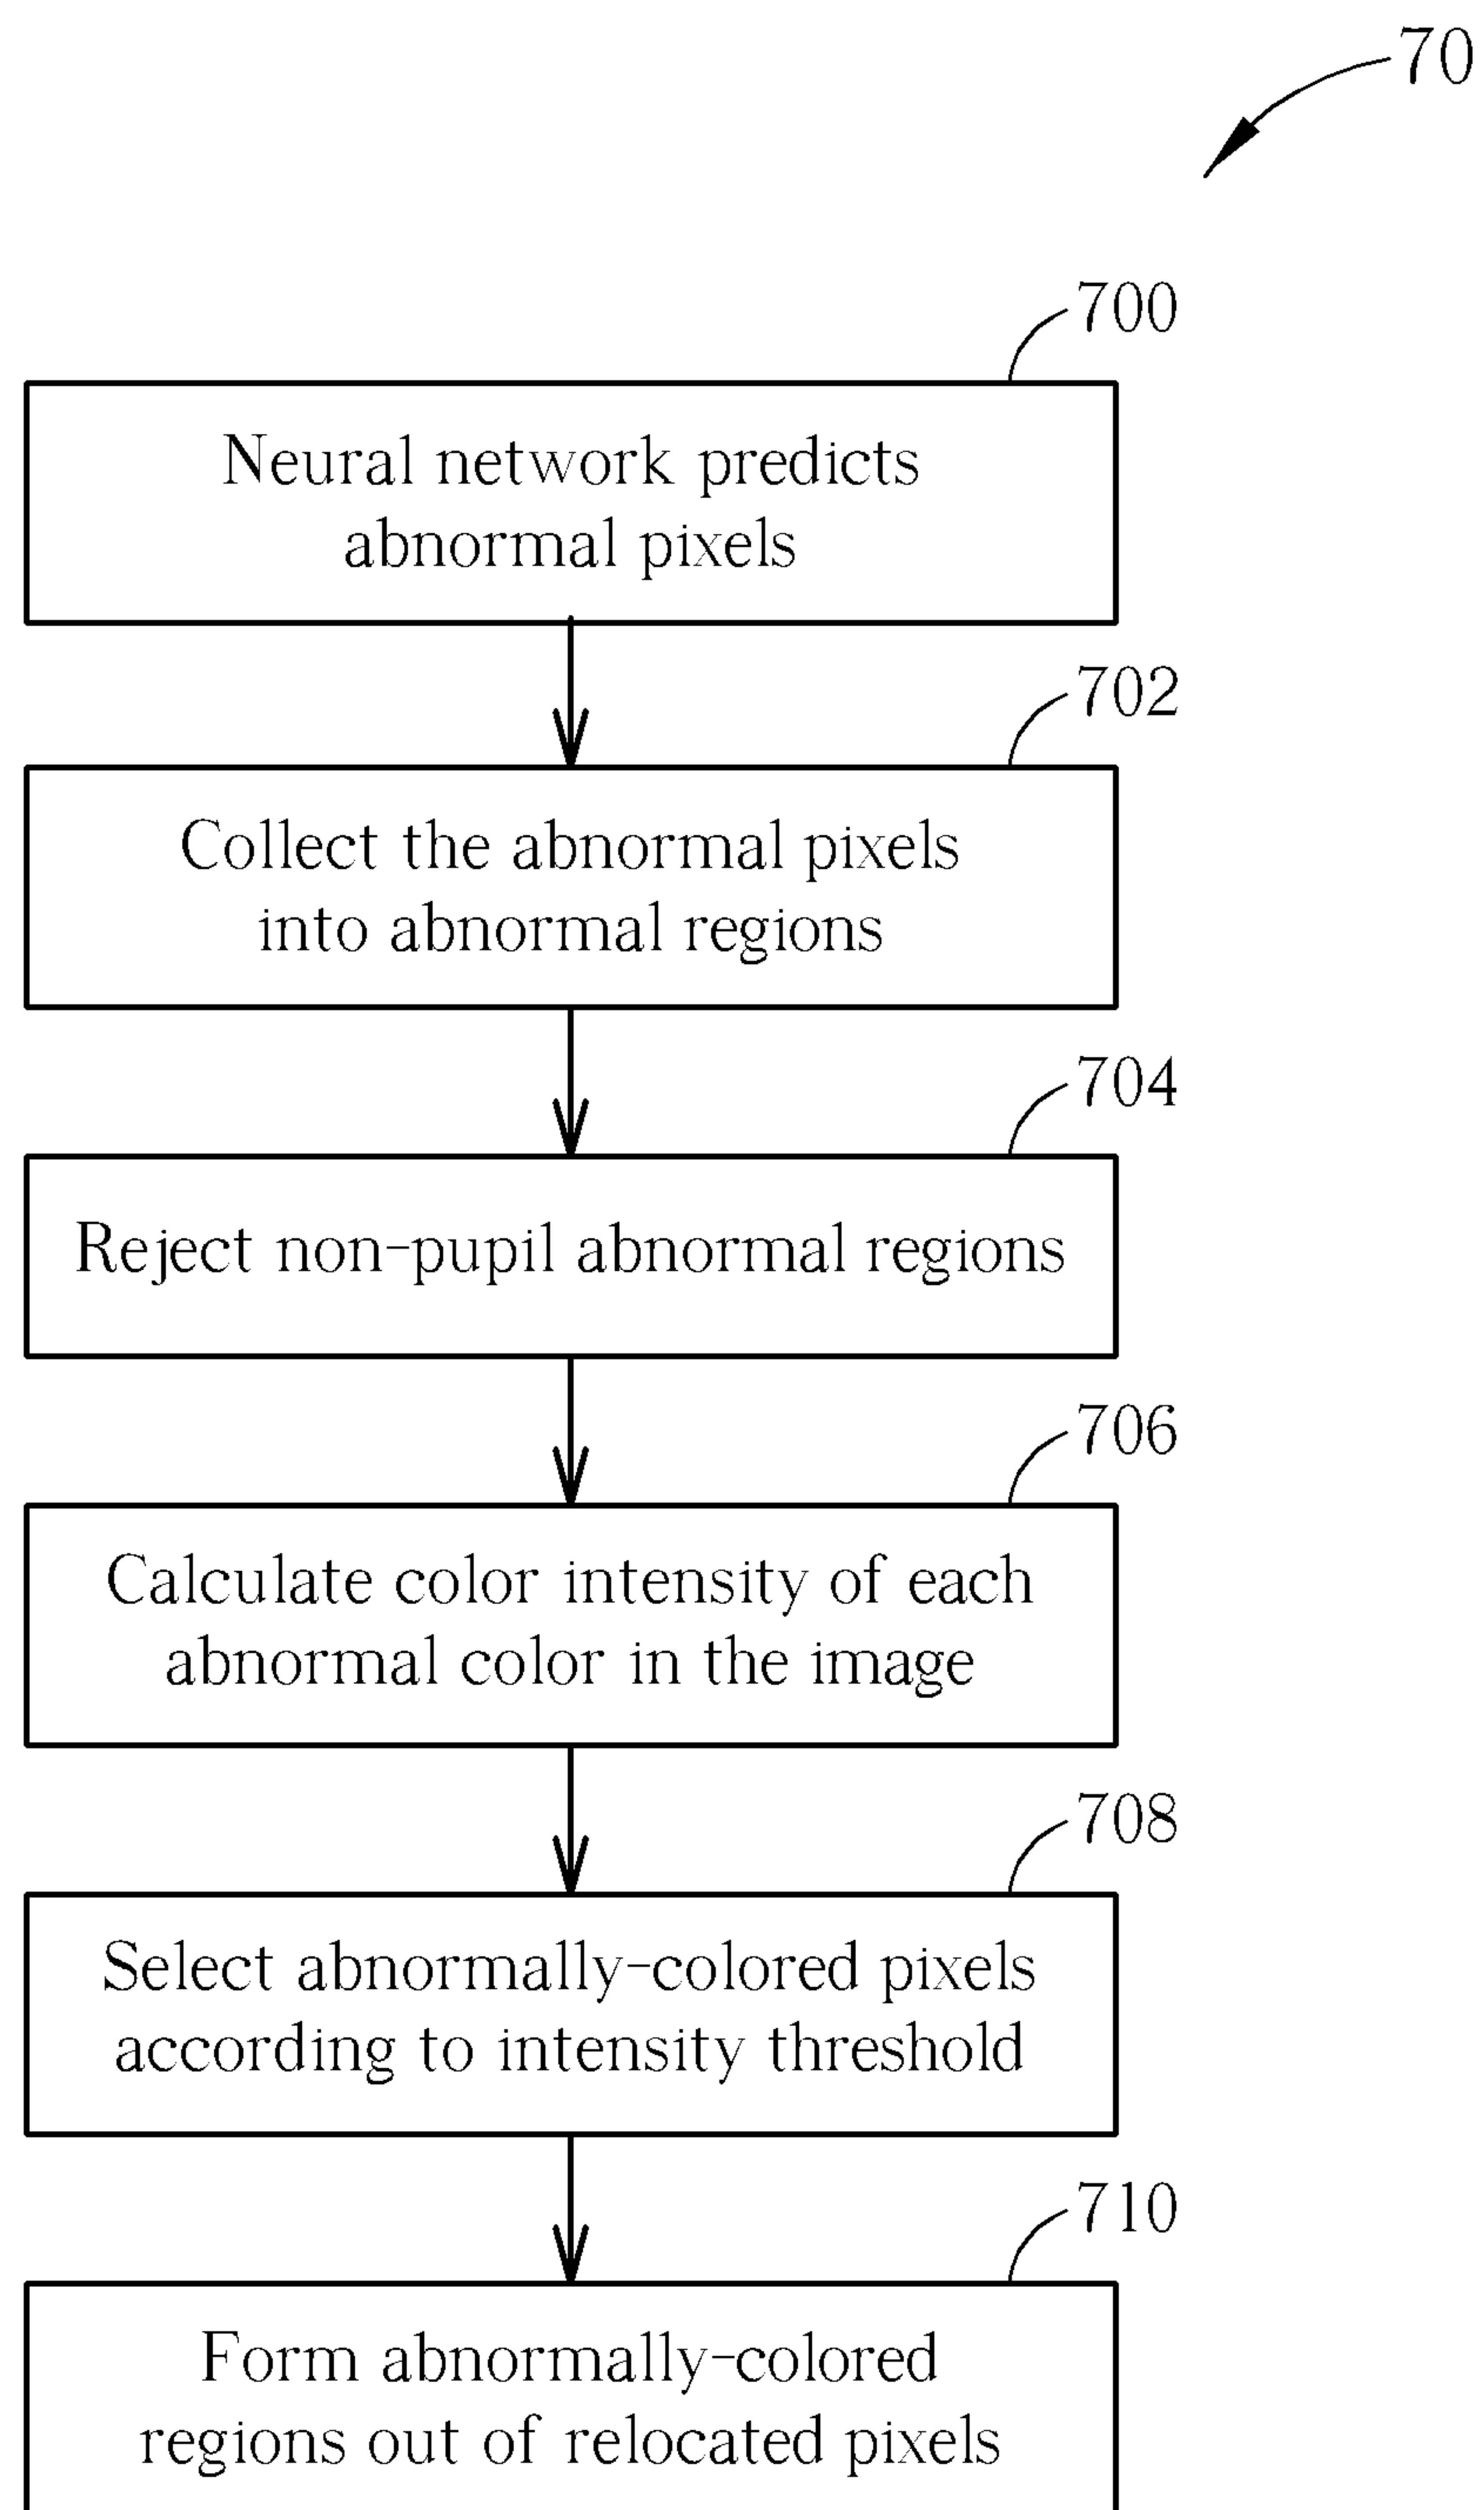 70
700
Neural network predicts
abnormal pixels
702
Collect the abnormal pixels
into abnormal regions
704
Reject non-pupil abnormal regions
706
Calculate color intensity of each
abnormal color in the image
708
Select abnormally-colored pixels
according to intensity threshold
710
Form abnormally-colored
regions out of relocated pixels